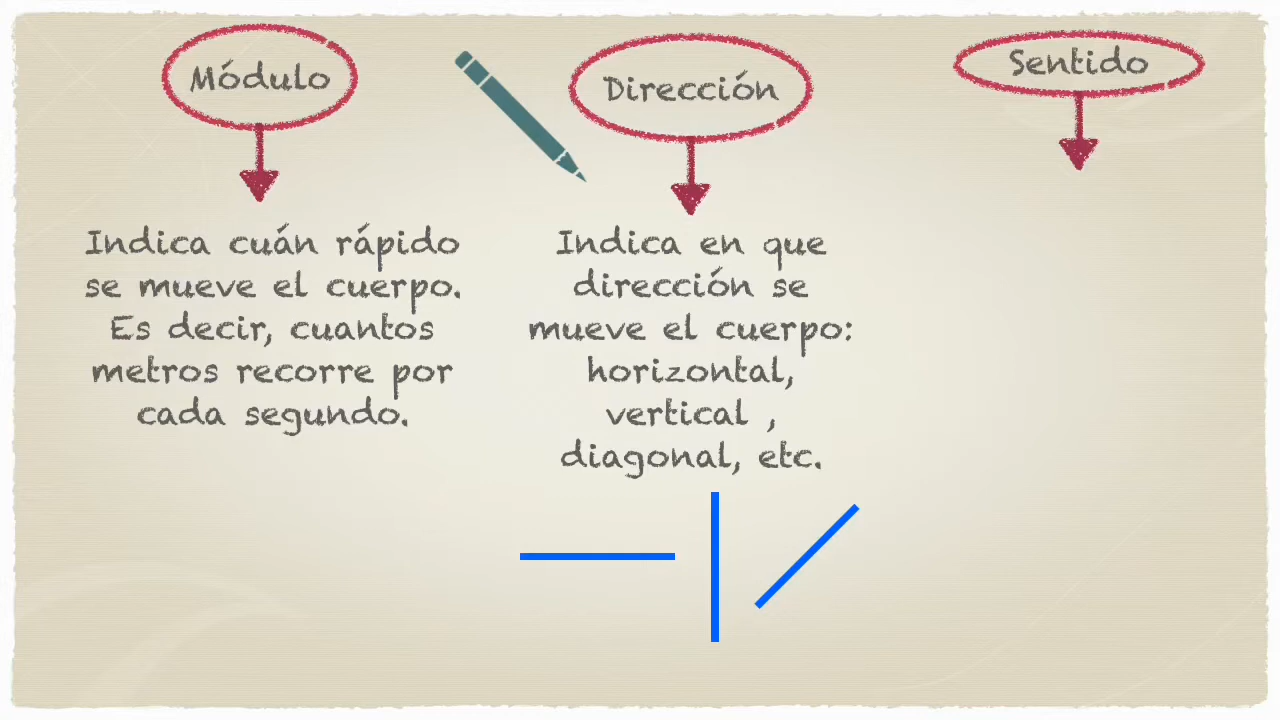 Módulo
Dirección
Sentido
Indica cuán rápido
se mueve el cuerpo.
Es decir, cuantos
metros recorre por
cada segundo.
Indica en que
dirección se
mueve el cuerpo:
horizontal,
vertical ,
diagonal, etc.